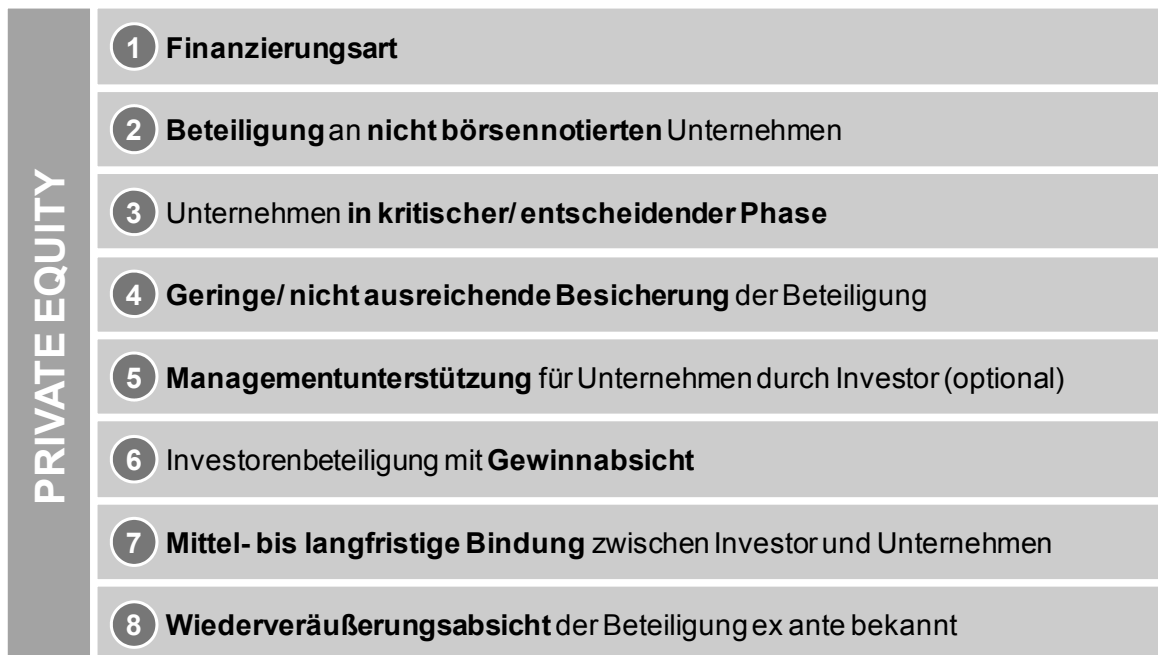 PRIVATE EQUITY
1 Finanzierungsart
2 Beteiligung an nicht börsennotierten Unternehmen
3 Unternehmen in kritischer/ entscheidender Phase
4 Geringe/ nicht ausreichende Besicherung der Beteiligung
5 Managementunterstützung für Unternehmen durch Investor (optional)
6 Investorenbeteiligung mit Gewinnabsicht
7 Mittel- bis langfristige Bindung zwischen Investor und Unternehmen
8 Wiederveräußerungsabsicht der Beteiligung ex ante bekannt